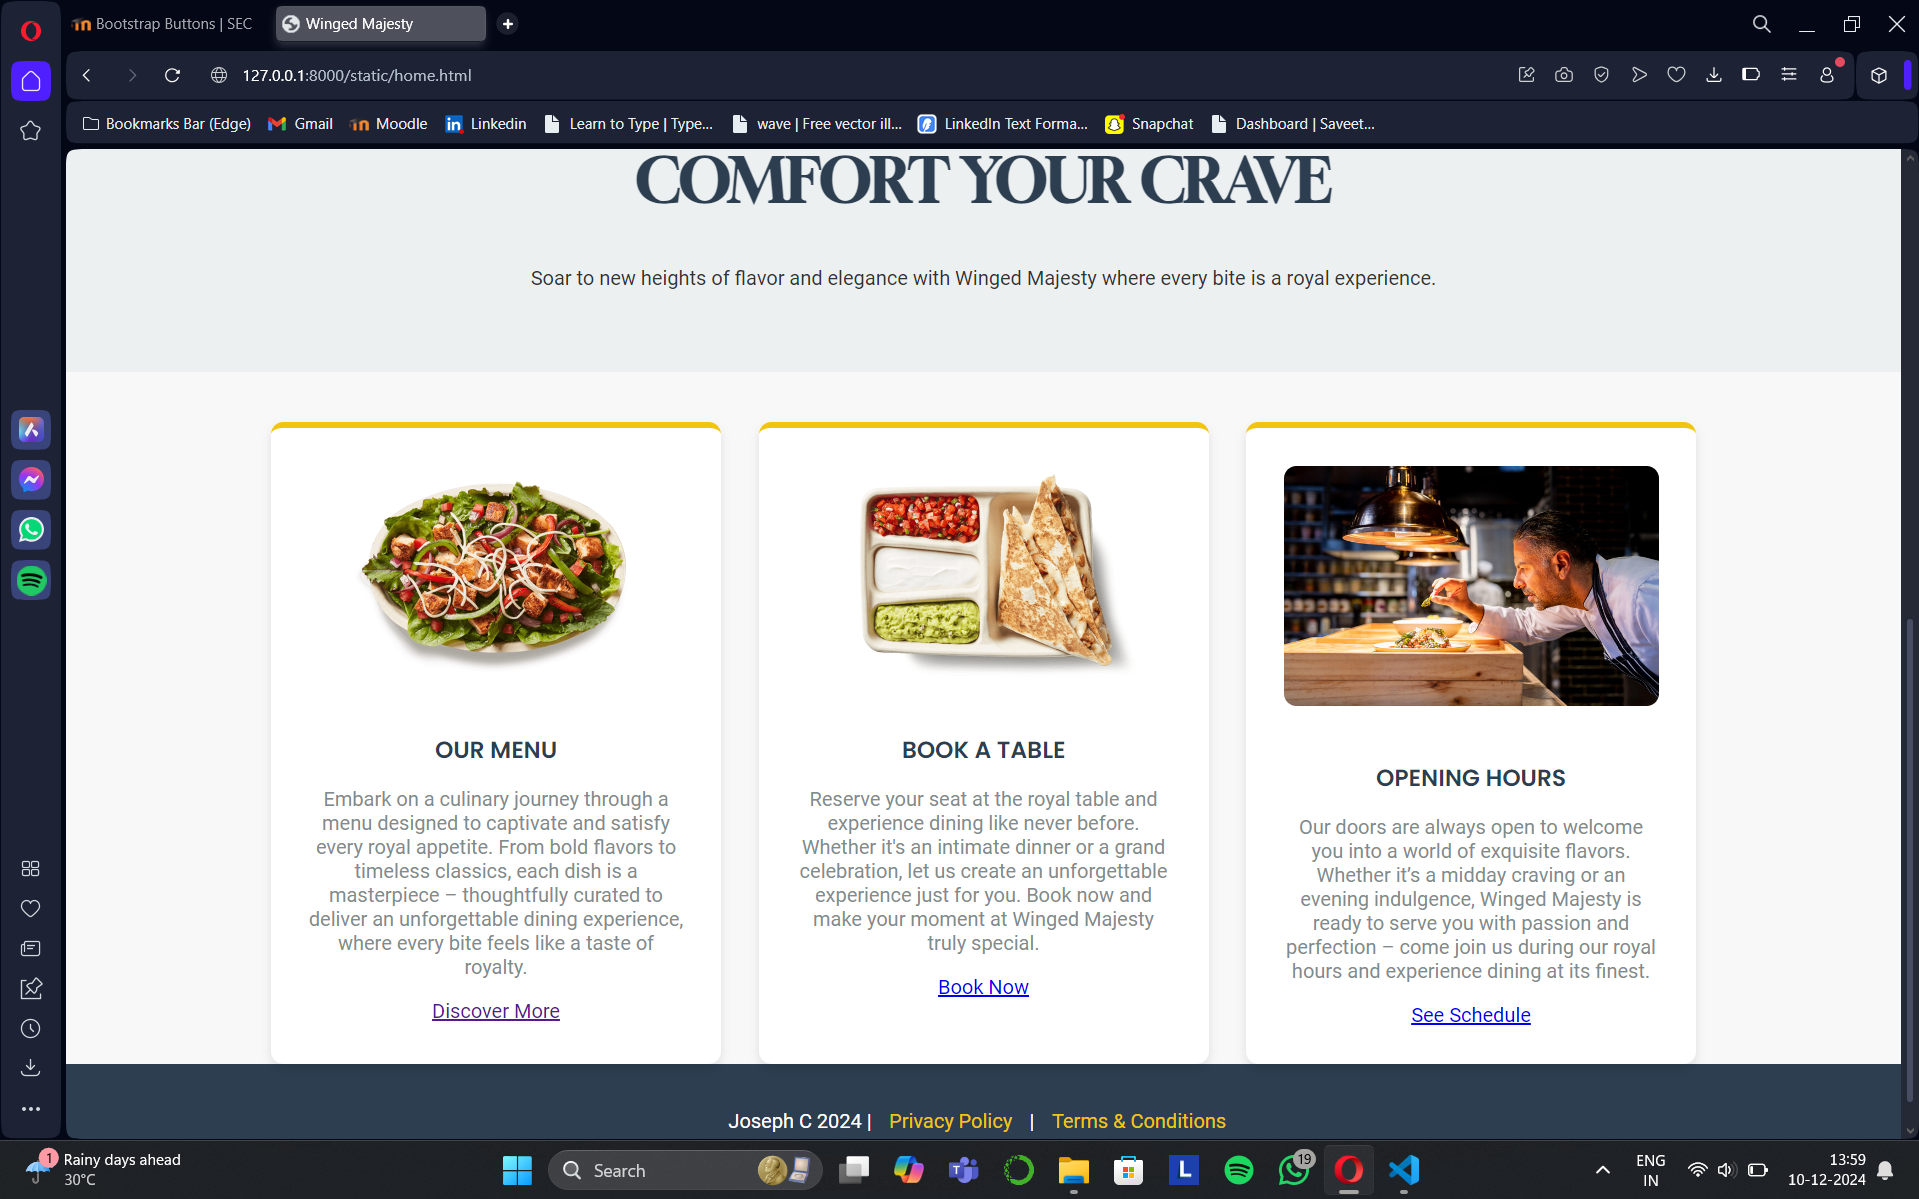 Bootstrap Buttons | SEC
Winged Majesty
127.0.0.1:8000/static/home.html
Bookmarks Bar (Edge)
Gmail
Moodle
Linkedin
Learn to Type | Type...
wave | Free vector ill...
LinkedIn Text Forma...
Snapchat
Dashboard | Saveet...
COMFORT YOUR CRAVE
Soar to new heights of flavor and elegance with Winged Majesty where every bite is a royal experience.
OUR MENU
Embark on a culinary journey through a
menu designed to captivate and satisfy
every royal appetite. From bold flavors to
timeless classics, each dish is a
masterpiece – thoughtfully curated to
deliver an unforgettable dining experience,
where every bite feels like a taste of
royalty.
Discover More
BOOK A TABLE
Reserve your seat at the royal table and
experience dining like never before.
Whether it's an intimate dinner or a grand
celebration, let us create an unforgettable
experience just for you. Book now and
make your moment at Winged Majesty
truly special.
Book Now
OPENING HOURS
Our doors are always open to welcome
you into a world of exquisite flavors.
Whether it’s a midday craving or an
evening indulgence, Winged Majesty is
ready to serve you with passion and
perfection – come join us during our royal
hours and experience dining at its finest.
See Schedule
Joseph C 2024 | Privacy Policy | Terms & Conditions
1
Rainy days ahead
30°C
Search
L
19
ENG
IN
13:59
10-12-2024